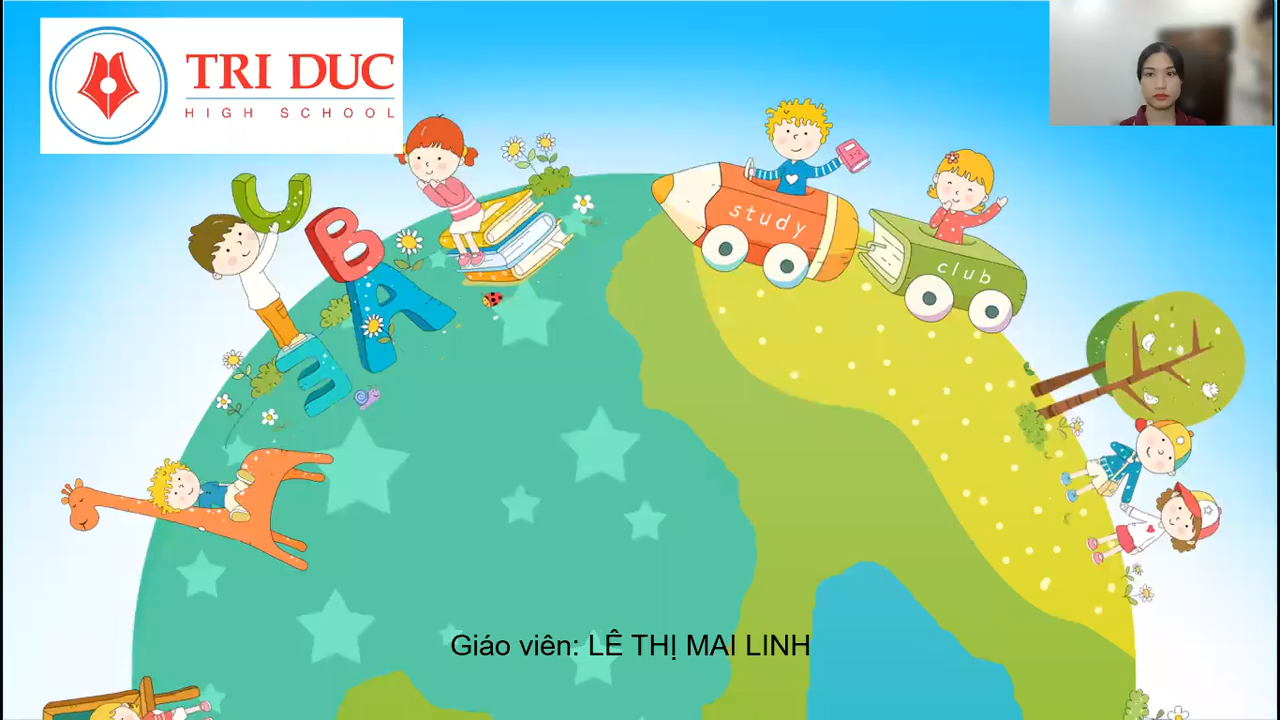 TRI DUC
HIGH SCHOOL
U
B
A
E
study
club
Giáo viên: LÊ THỊ MAI LINH